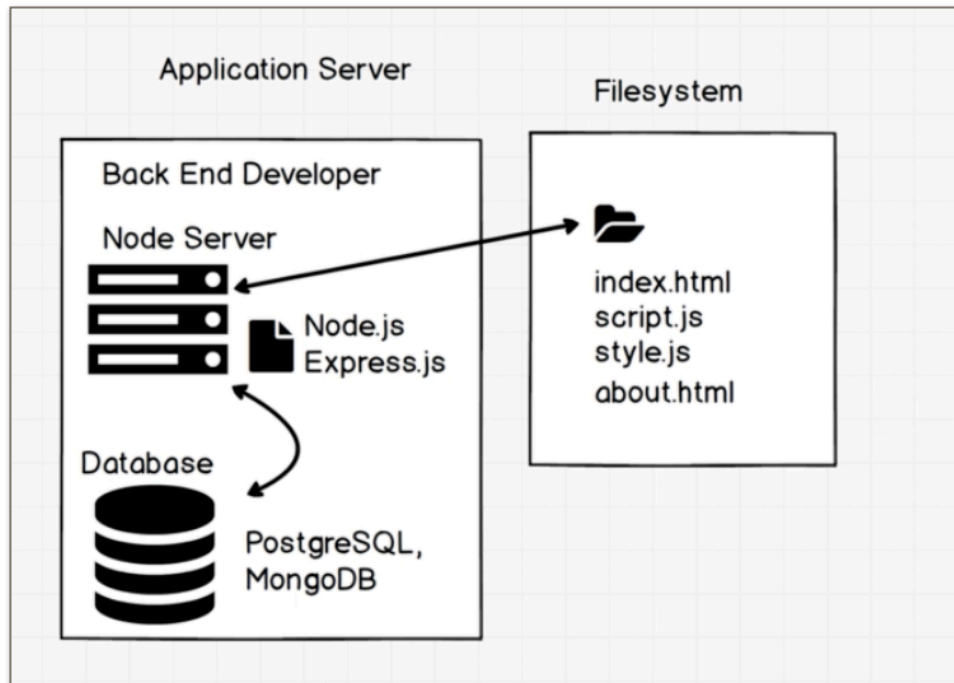 Application Server
Back End Developer
Node Server
Node.js
Express.js
Database
PostgreSQL,
MongoDB
Filesystem
index.html
script.js
style.js
about.html